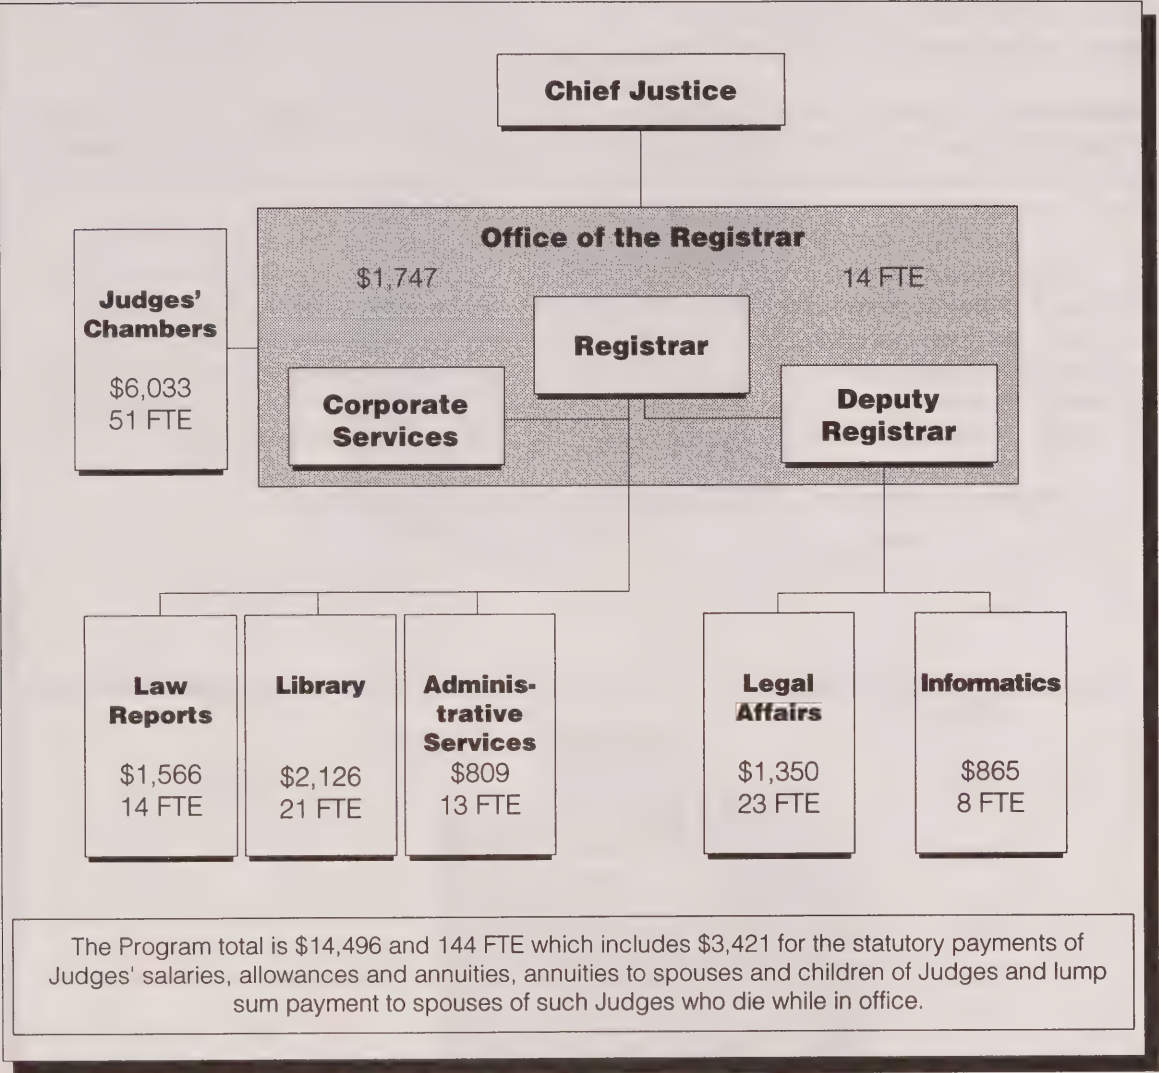 Chief Justice
Office of the Registrar
$1,747
14 FTE
Judges'
Chambers
$6,033
51 FTE
Registrar
Corporate
Services
Deputy
Registrar
Law
Reports
$1,566
14 FTE
Library
$2,126
21 FTE
Adminis-
trative
Services
$809
13 FTE
Legal
Affairs
$1,350
23 FTE
Informatics
$865
8 FTE
The Program total is $14,496 and 144 FTE which includes $3,421 for the statutory payments of
Judges' salaries, allowances and annuities, annuities to spouses and children of Judges and lump
sum payment to spouses of such Judges who die while in office.